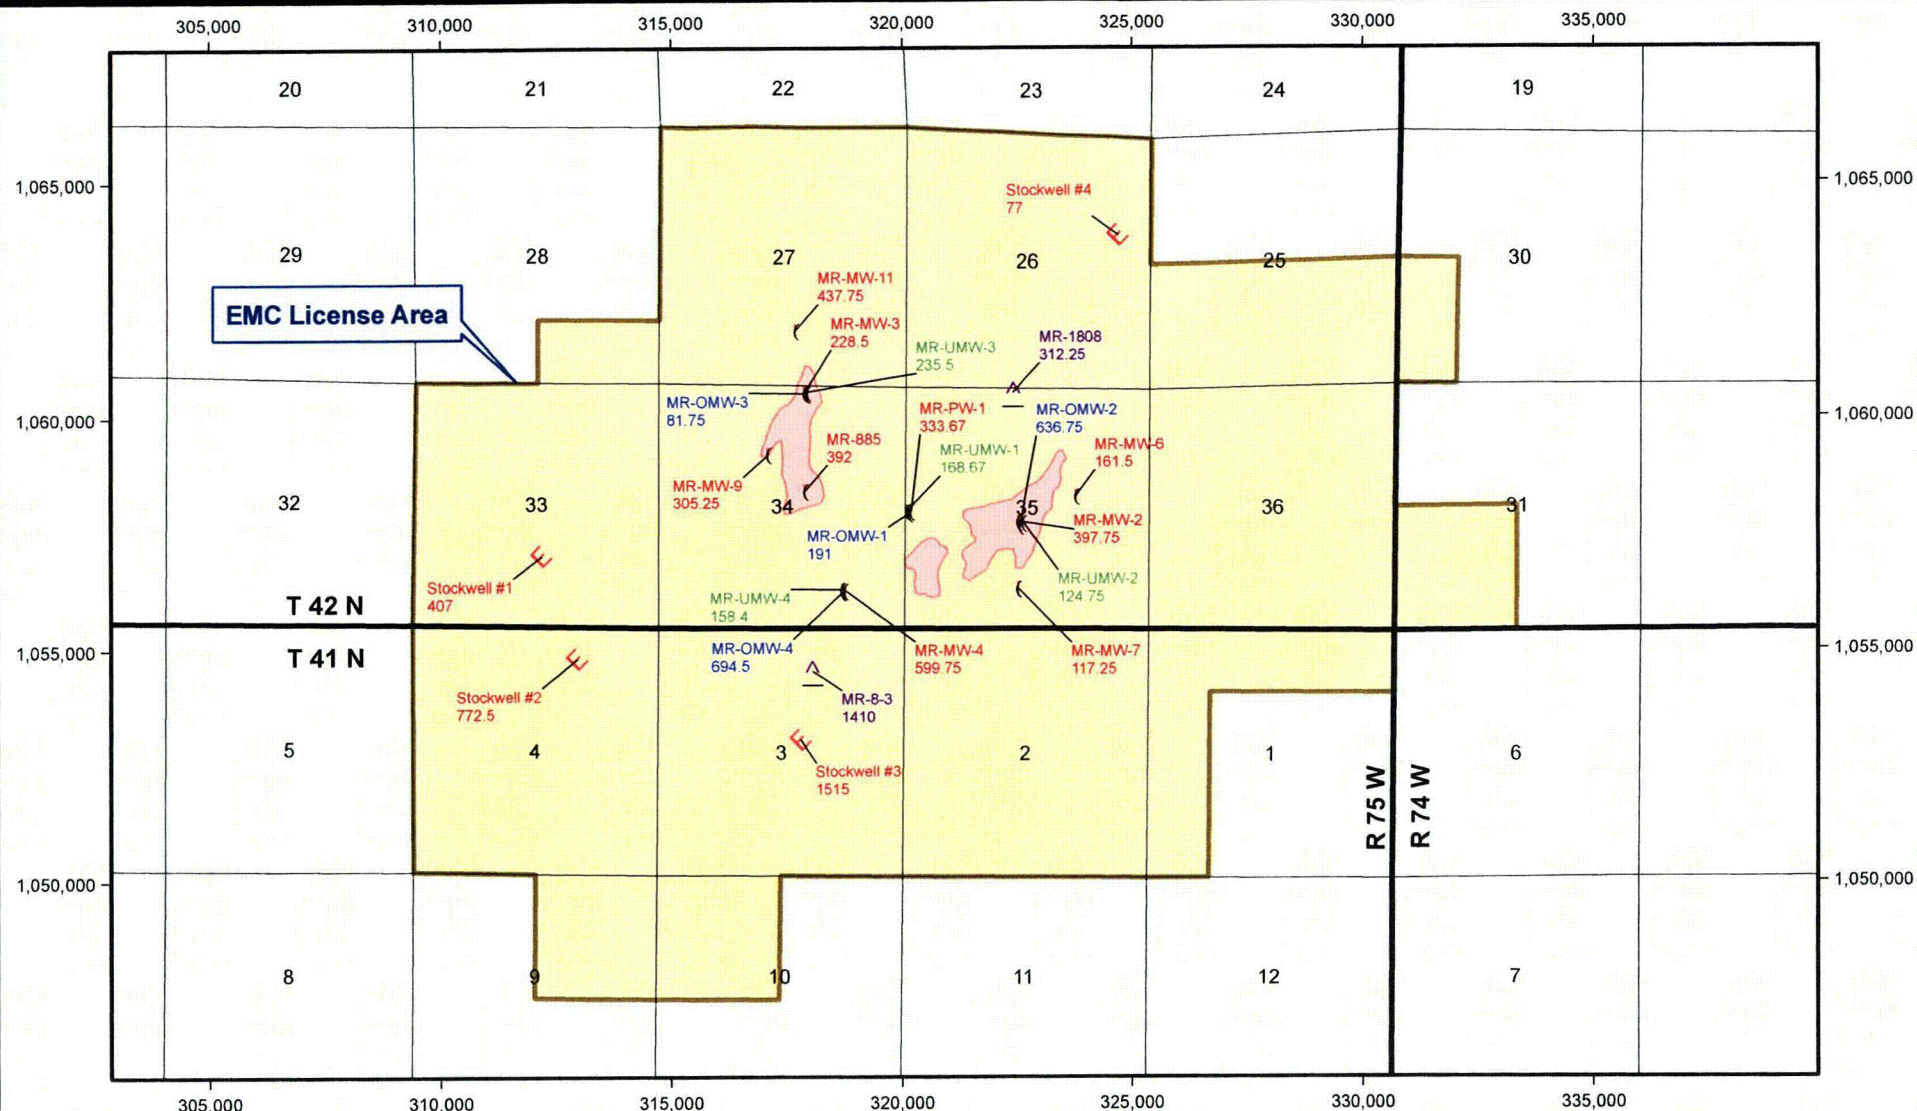 305,000 310,000 315,000 320,000 325,000 330,000 335,000
20 21 22 23 24 19
1,065,000 1,065,000
Stockwell #4
77
29 28 27 26 25 30
MR-MW-11
437.75
EMC License Area
MR-MW-3
228.5
MR-UMW-3
235.5
MR-1808
312.25
MR-OMW-3
81.75
MR-PW-1
333.67
MR-OMW-2
636.75
1,060,000 1,060,000
MR-885
392
MR-UMW-1
168.67
MR-MW-6
161.5
MR-MW-9
305.25
32 33 34 35 36 31
MR-OMW-1
191
MR-MW-2
397.75
Stockwell #1
407
MR-UMW-4
158.4
MR-UMW-2
124.75
T 42 N
T 41 N
1,055,000 1,055,000
MR-OMW-4
694.5
MR-MW-4
599.75
MR-MW-7
117.25
Stockwell #2
772.5
MR-8-3
1410
5 4 3 2 1 6
Stockwell #3
1515
R 75 W
R 74 W
1,050,000 1,050,000
8 9 10 11 12 7
305,000 310,000 315,000 320,000 325,000 330,000 335,000